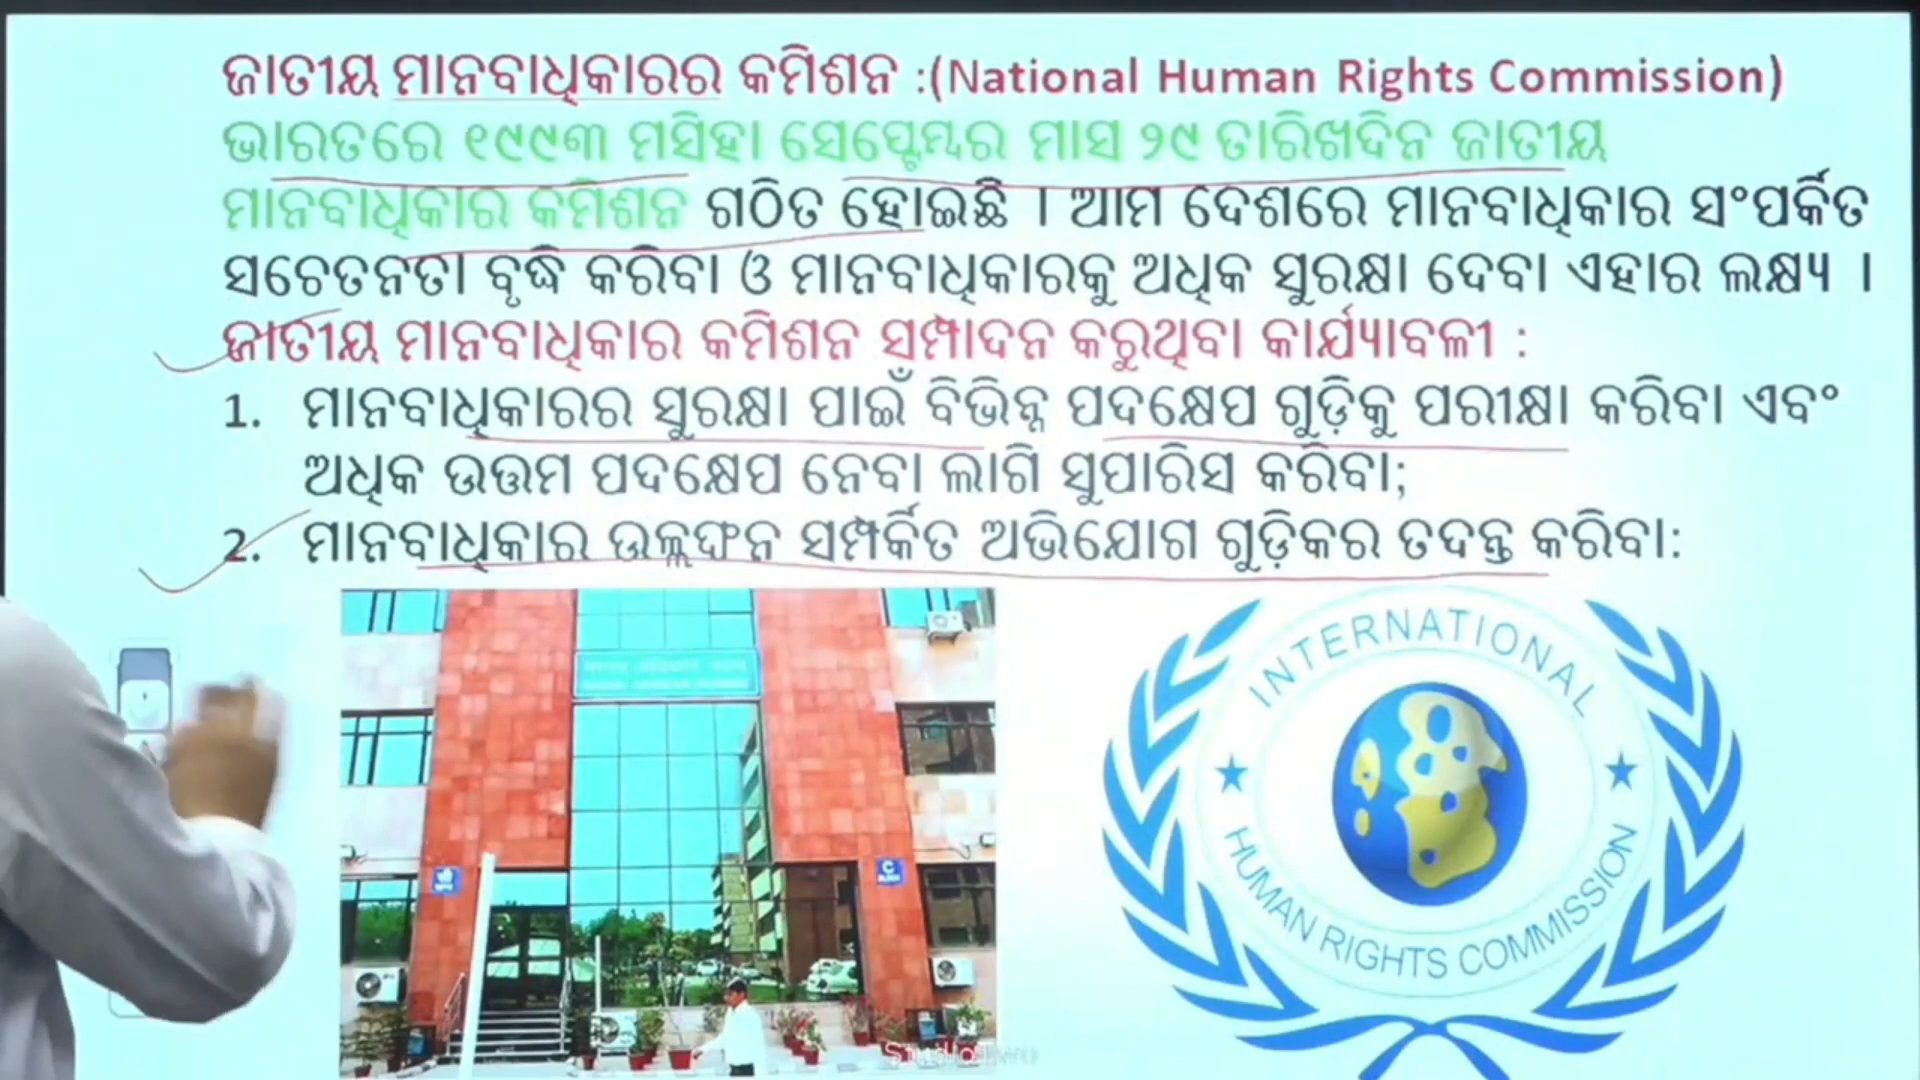 ଜାତୀୟ ମାନବାଧିକାରର କମିଶନ :(National Human Rights Commission)
ଭାରତରେ ୧୯୯୩ ମସିହା ସେପ୍ଟେମ୍ବର ମାସ ୨୯ ତାରିଖଦିନ ଜାତୀୟ
ମାନବାଧିକାର କମିଶନ ଗଠିତ ହୋଇଛି । ଆମ ଦେଶରେ ମାନବାଧିକାର ସଂପର୍କିତ
ସଚେତନତା ବୃଦ୍ଧି କରିବା ଓ ମାନବାଧିକାରକୁ ଅଧିକ ସୁରକ୍ଷା ଦେବା ଏହାର ଲକ୍ଷ୍ୟ ।
ଜାତୀୟ ମାନବାଧିକାର କମିଶନ ସମ୍ପାଦନ କରୁଥିବା କାର୍ଯ୍ୟାବଳୀ :
1. ମାନବାଧିକାରର ସୁରକ୍ଷା ପାଇଁ ବିଭିନ୍ନ ପଦକ୍ଷେପ ଗୁଡ଼ିକୁ ପରୀକ୍ଷା କରିବା ଏବଂ
ଅଧିକ ଉତ୍ତମ ପଦକ୍ଷେପ ନେବା ଲାଗି ସୁପାରିସ କରିବା;
2. ମାନବାଧିକାର ଉଳ୍ଲଙ୍ଘନ ସମ୍ପର୍କିତ ଅଭିଯୋଗ ଗୁଡ଼ିକର ତଦନ୍ତ କରିବା:
INTERNATIONAL
HUMAN RIGHTS COMMISSION
C